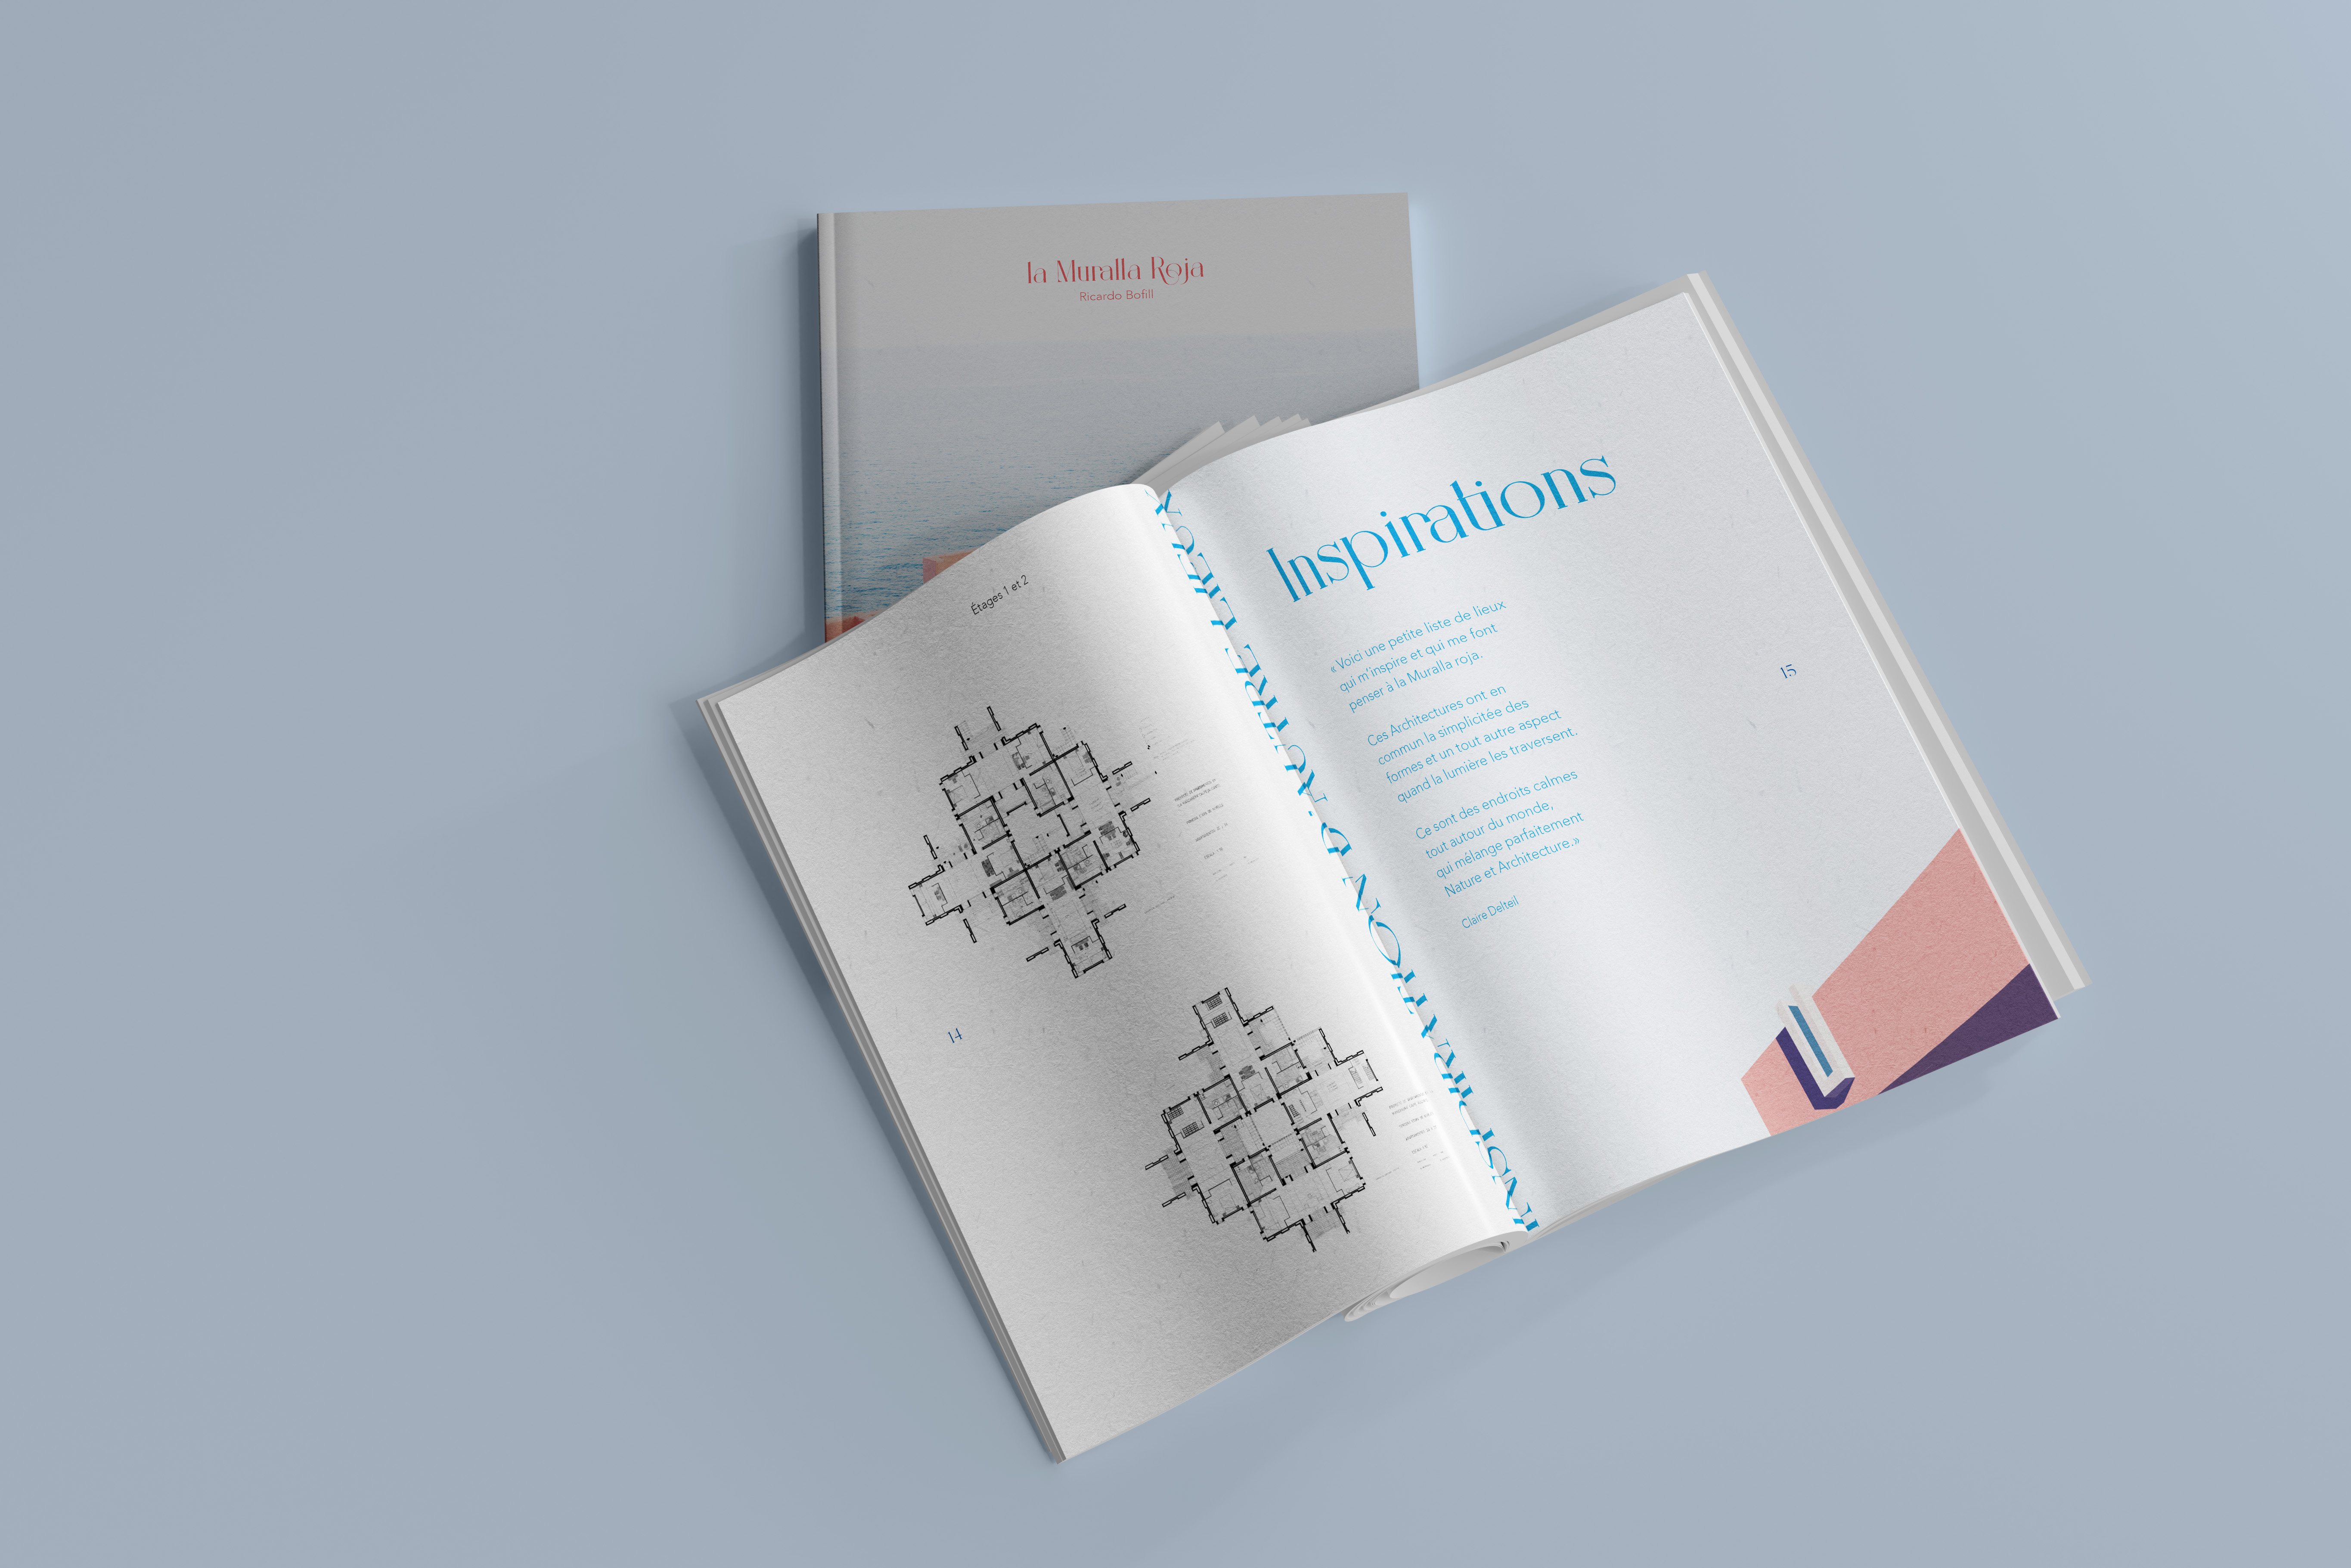 la Muralla Roja
Ricardo Bofill
Étages 1 et 2
14
INSPIRATION D'AUTRE LIEUX
Inspirations
« Voici une petite liste de lieux
qui m'inspire et qui me font
penser à la Muralla roja.
Ces Architectures ont en
commun la simplicitée des
formes et un tout autre aspect
quand la lumière les traversent.
Ce sont des endroits calmes
tout autour du monde,
qui mélange parfaitement
Nature et Architecture.»
Claire Delteil
15